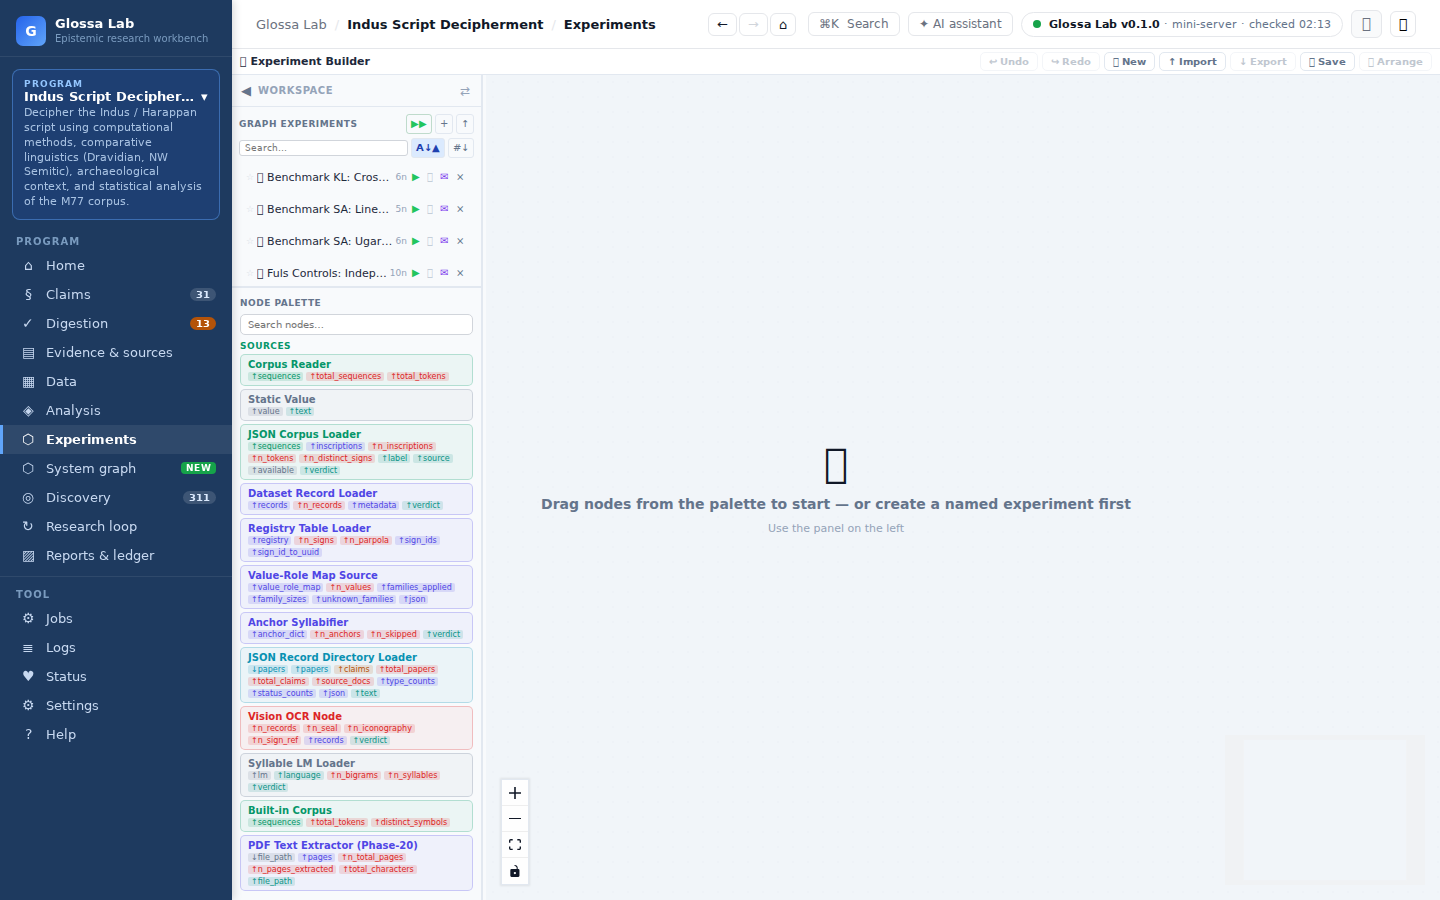 G Glossa Lab
Epistemic research workbench
PROGRAM
Indus Script Decipher... ▾
Decipher the Indus / Harappan
script using computational
methods, comparative
linguistics (Dravidian, NW
Semitic), archaeological
context, and statistical analysis
of the M77 corpus.
PROGRAM
⌂ Home
§ Claims 31
✓ Digestion 13
▤ Evidence & sources
▦ Data
◈ Analysis
⬡ Experiments
⬡ System graph NEW
◎ Discovery 311
↻ Research loop
▨ Reports & ledger
TOOL
⚙ Jobs
≣ Logs
♥ Status
⚙ Settings
? Help
Glossa Lab / Indus Script Decipherment / Experiments
← → ⌂ ⌘K Search ✦ AI assistant Glossa Lab v0.1.0 · mini-server · checked 02:13
Experiment Builder
↩ Undo ↪ Redo New ↑ Import ↓ Export Save Arrange
◀ WORKSPACE ⇄
GRAPH EXPERIMENTS ▶▶ + ↑
Search... A↓▲ #↓
Benchmark KL: Cros... 6n ▶ ✉ ×
Benchmark SA: Line... 5n ▶ ✉ ×
Benchmark SA: Ugar... 6n ▶ ✉ ×
Fuls Controls: Indep... 10n ▶ ✉ ×
NODE PALETTE
Search nodes...
SOURCES
Corpus Reader
↑sequences ↑total_sequences ↑total_tokens
Static Value
↑value ↑text
JSON Corpus Loader
↑sequences ↑inscriptions ↑n_inscriptions
↑n_tokens ↑n_distinct_signs ↑label ↑source
↑available ↑verdict
Dataset Record Loader
↑records ↑n_records ↑metadata ↑verdict
Registry Table Loader
↑registry ↑n_signs ↑n_parpola ↑sign_ids
↑sign_id_to_uuid
Value-Role Map Source
↑value_role_map ↑n_values ↑families_applied
↑family_sizes ↑unknown_families ↑json
Anchor Syllabifier
↑anchor_dict ↑n_anchors ↑n_skipped ↑verdict
JSON Record Directory Loader
↓papers ↑papers ↑claims ↑total_papers
↑total_claims ↑source_docs ↑type_counts
↑status_counts ↑json ↑text
Vision OCR Node
↑n_records ↑n_seal ↑n_iconography
↑n_sign_ref ↑records ↑verdict
Syllable LM Loader
↑lm ↑language ↑n_bigrams ↑n_syllables
↑verdict
Built-in Corpus
↑sequences ↑total_tokens ↑distinct_symbols
PDF Text Extractor (Phase-20)
↓file_path ↑pages ↑n_total_pages
↑n_pages_extracted ↑total_characters
↑file_path
Drag nodes from the palette to start — or create a named experiment first
Use the panel on the left